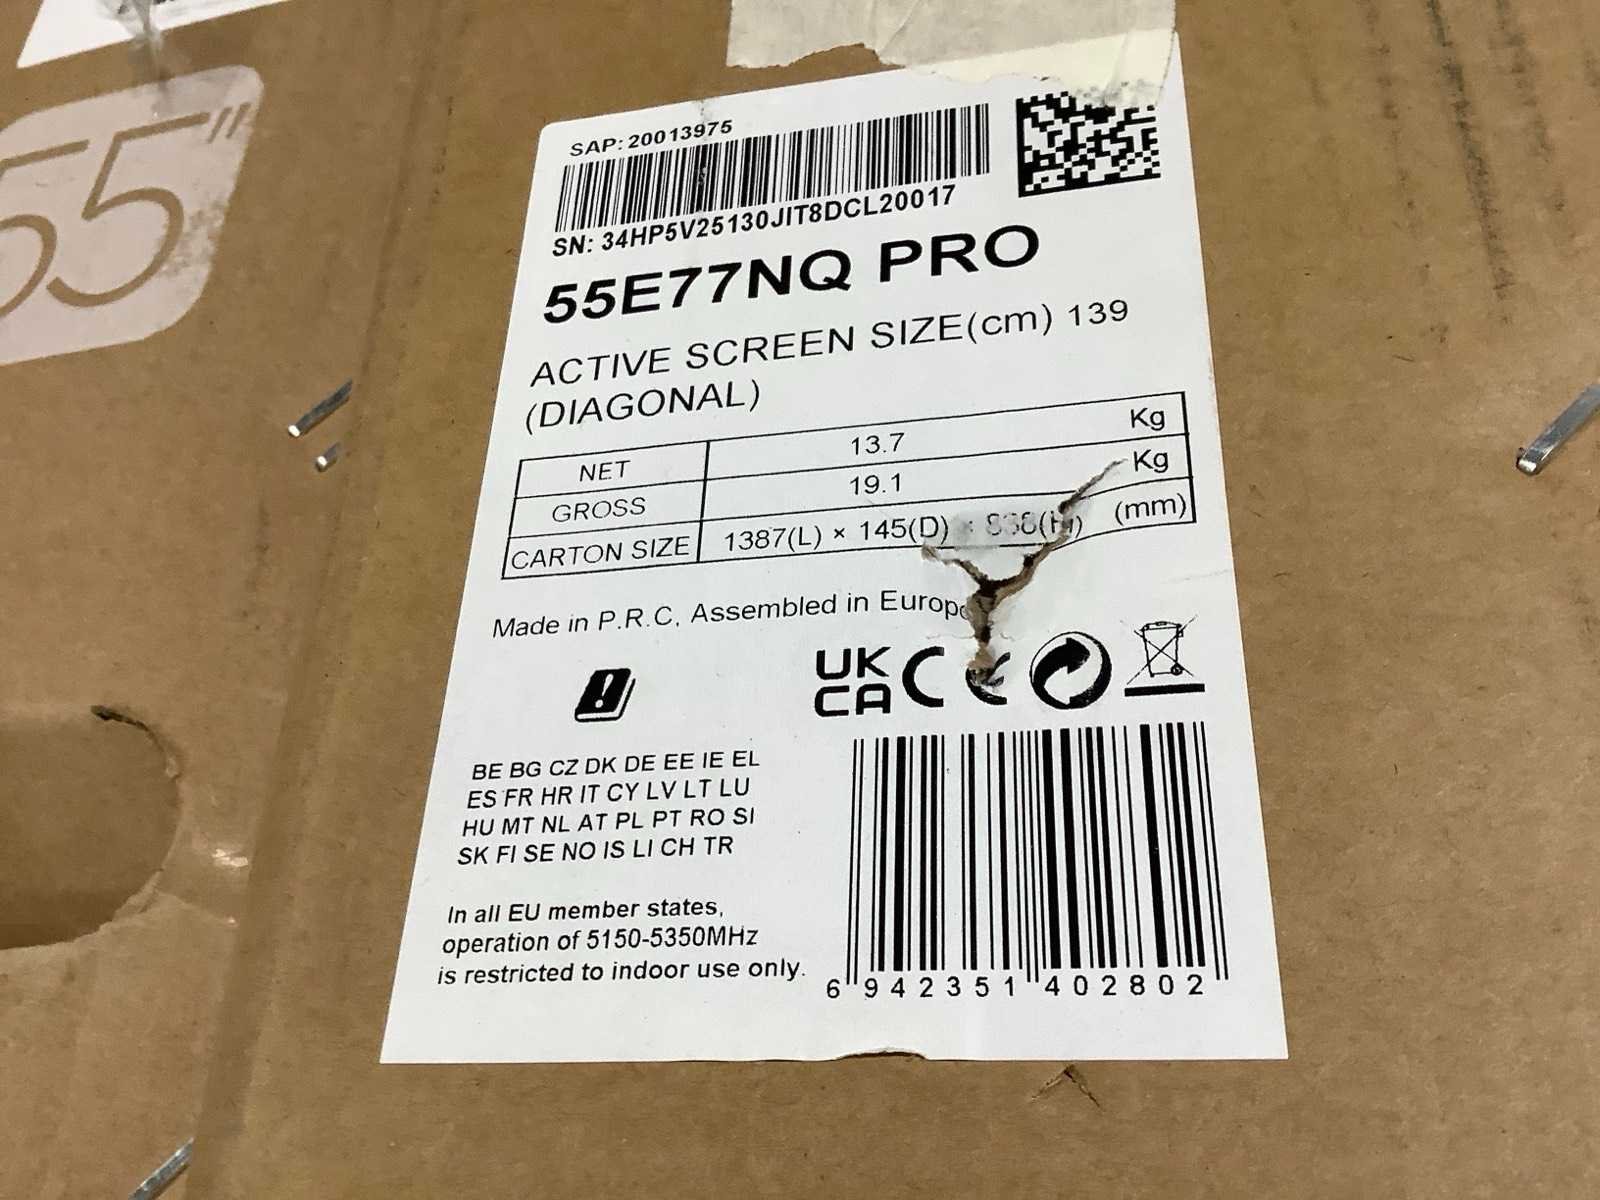 55"
SAP: 20013975
SN: 34HP5V25130JIT8DCL20017
55E77NQ PRO
ACTIVE SCREEN SIZE(cm) 139
(DIAGONAL)
NET 13.7 Kg
GROSS 19.1 Kg
CARTON SIZE 1387(L) × 145(D) × (mm)
Made in P.R.C, Assembled in Europe
UK
CA CE
BE BG CZ DK DE EE IE EL
ES FR HR IT CY LV LT LU
HU MT NL AT PL PT RO SI
SK FI SE NO IS LI CH TR
In all EU member states,
operation of 5150-5350MHz
is restricted to indoor use only.
6 942351 402802